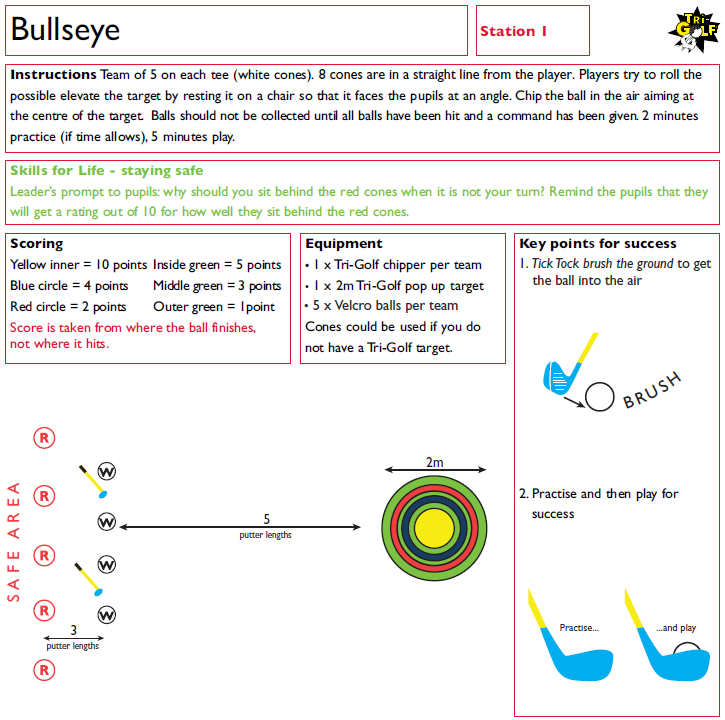 Bullseye
Station 1
TRi-
GOLF
Instructions Team of 5 on each tee (white cones). 8 cones are in a straight line from the player. Players try to roll the
possible elevate the target by resting it on a chair so that it faces the pupils at an angle. Chip the ball in the air aiming at
the centre of the target. Balls should not be collected until all balls have been hit and a command has been given. 2 minutes
practice (if time allows), 5 minutes play.
Skills for Life - staying safe
Leader's prompt to pupils: why should you sit behind the red cones when it is not your turn? Remind the pupils that they
will get a rating out of 10 for how well they sit behind the red cones.
Scoring
Yellow inner = 10 points Inside green = 5 points
Blue circle = 4 points Middle green = 3 points
Red circle = 2 points Outer green = 1point
Score is taken from where the ball finishes,
not where it hits.
Equipment
• 1 x Tri-Golf chipper per team
• 1 x 2m Tri-Golf pop up target
• 5 x Velcro balls per team
Cones could be used if you do
not have a Tri-Golf target.
Key points for success
1. Tick Tock brush the ground to get
the ball into the air
BRUSH
2. Practise and then play for
success
Practise...
...and play
SAFE AREA
R
R
R
R
R
W
W
W
W
3
putter lengths
5
putter lengths
2m